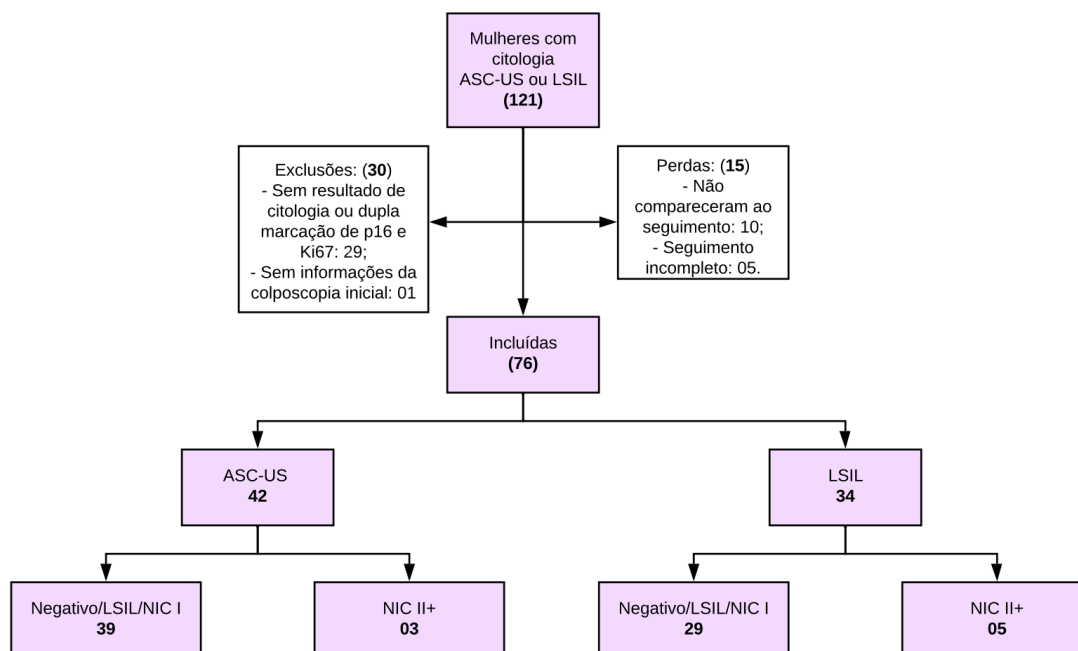 Mulheres com
citologia
ASC-US ou LSIL
(121)
Exclusões: (30)
- Sem resultado de
citologia ou dupla
marcação de p16 e
Ki67: 29;
- Sem informações da
colposcopia inicial: 01
Perdas: (15)
- Não
compareceram ao
seguimento: 10;
- Seguimento
incompleto: 05.
Incluídas
(76)
ASC-US
42
LSIL
34
Negativo/LSIL/NIC I
39
NIC II+
03
Negativo/LSIL/NIC I
29
NIC II+
05